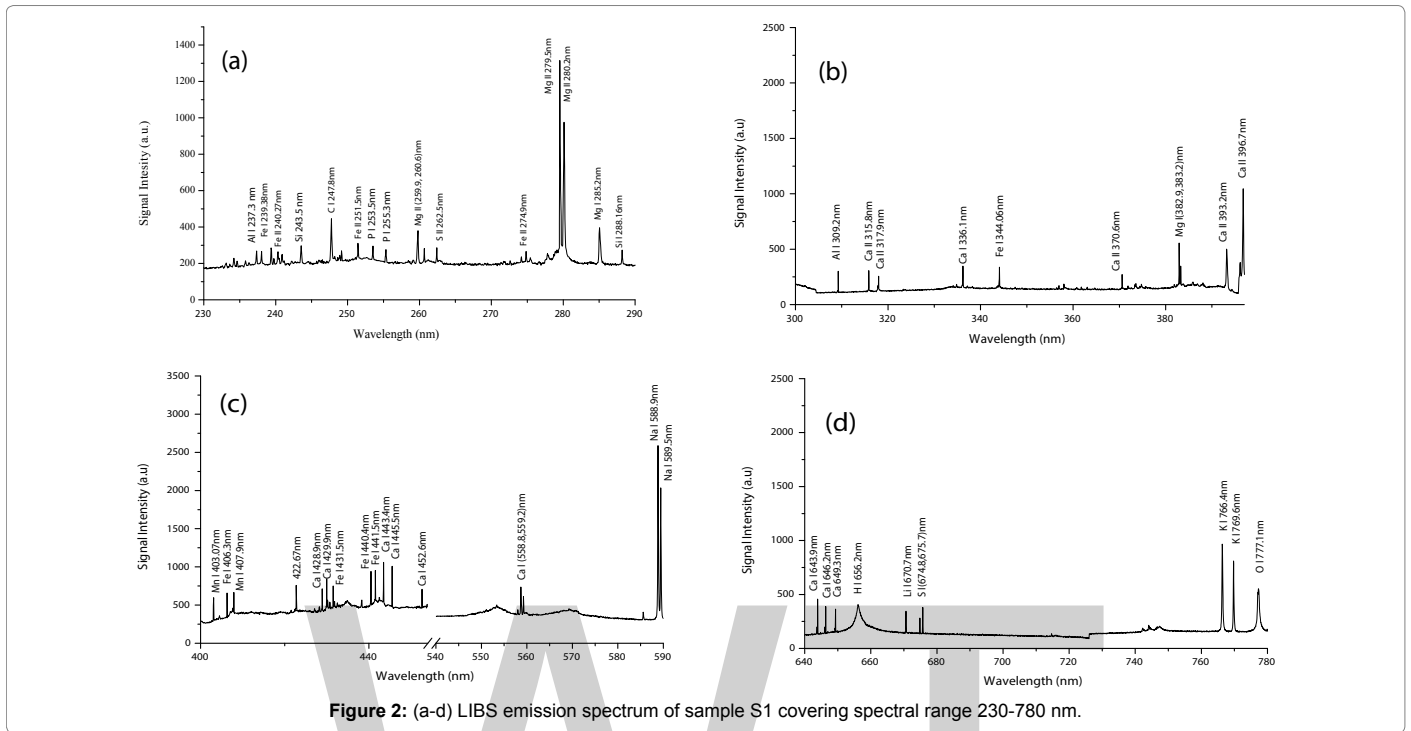 (a)
Signal Intesity (a.u.)
1400
1200
1000
800
600
400
200
0
Al I 237.3 nm
Fe I 239.38nm
Fe II 240.27nm
Si 243.5 nm
C I 247.8nm
Fe II 251.5nm
P I 253.5nm
P I 255.3nm
Mg II (259.9, 260.6)nm
S II 262.5nm
Fe II 274.9nm
Mg II 279.5nm
Mg II 280.2nm
Mg I 285.2nm
Si I 288.16nm
230 240 250 260 270 280 290
Wavelength (nm)
(b)
Signal Intensity (a.u)
2500
2000
1500
1000
500
0
Al I 309.2nm
Ca II 315.8nm
Ca II 317.9nm
Ca I 336.1nm
Fe I 344.06nm
Ca II 370.6nm
Mg I(382.9,383.2)nm
Ca II 393.2nm
Ca II 396.7nm
300 320 340 360 380
Wavelength (nm)
(c)
Signal Intensity (a.u)
3500
3000
2500
2000
1500
1000
500
0
Mn I 403.07nm
Fe I 406.3nm
Mn I 407.9nm
422.67nm
Ca I 428.9nm
Ca I 429.9nm
Fe I 431.5nm
Fe I 440.4nm
Fe I 441.5nm
Ca I 443.4nm
Ca I 445.5nm
Ca I 452.6nm
Ca I (558.8,559.2)nm
Na I 588.9nm
Na I 589.5nm
400 440 540 550 560 570 580 590
Wavelength (nm)
(d)
Signal Intensity (a.u)
2500
2000
1500
1000
500
0
Ca I 643.9nm
Ca I 646.2nm
Ca 649.3nm
H I 656.2nm
Li I 670.7nm
S I (674.8,675.7)nm
K I 766.4nm
K I 769.6nm
O I 777.1nm
640 660 680 700 720 740 760 780
Wavelength (nm)
Figure 2: (a-d) LIBS emission spectrum of sample S1 covering spectral range 230-780 nm.